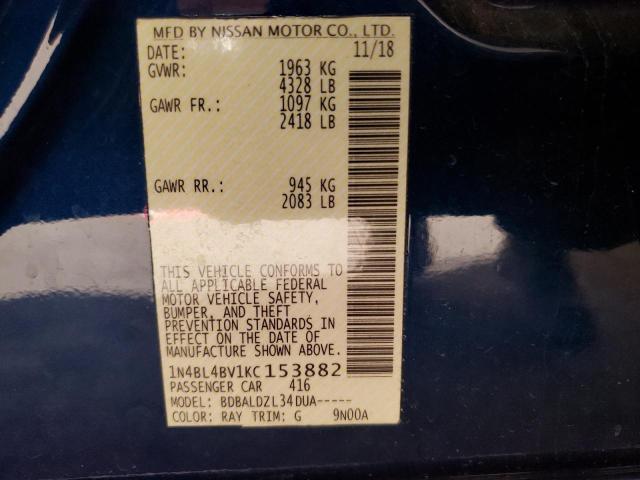 MFD BY NISSAN MOTOR CO., LTD.
DATE: 11/18
GVWR: 1963 KG
4328 LB
GAWR FR.: 1097 KG
2418 LB
GAWR RR.: 945 KG
2083 LB
THIS VEHICLE CONFORMS TO
ALL APPLICABLE FEDERAL
MOTOR VEHICLE SAFETY,
BUMPER, AND THEFT
PREVENTION STANDARDS IN
EFFECT ON THE DATE OF
MANUFACTURE SHOWN ABOVE.
1N4BL4BV1KC153882
PASSENGER CAR 416
MODEL: BDBALDZL34DUA-----
COLOR: RAY TRIM: G 9N00A